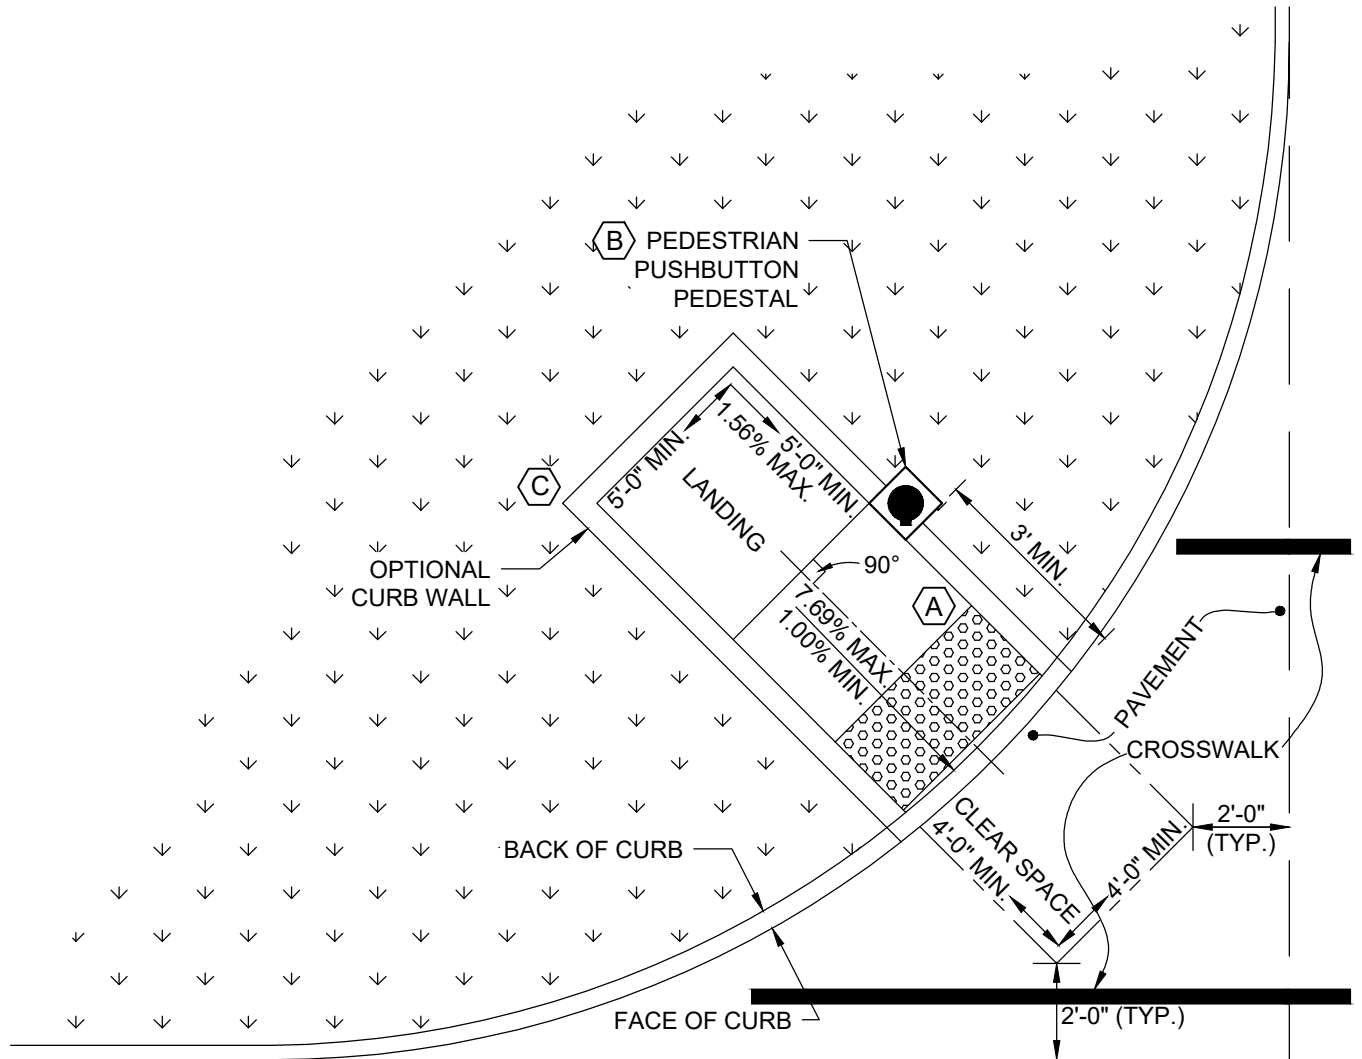 B
PEDESTRIAN
PUSHBUTTON
PEDESTAL
5'-0" MIN.
1.56% MAX.
5'-0" MIN.
LANDING
C
OPTIONAL
CURB WALL
90°
A
3' MIN.
7.69% MAX.
1.00% MIN.
PAVEMENT
CROSSWALK
CLEAR SPACE
4'-0" MIN.
4'-0" MIN.
2'-0"
(TYP.)
BACK OF CURB
FACE OF CURB
2'-0" (TYP.)